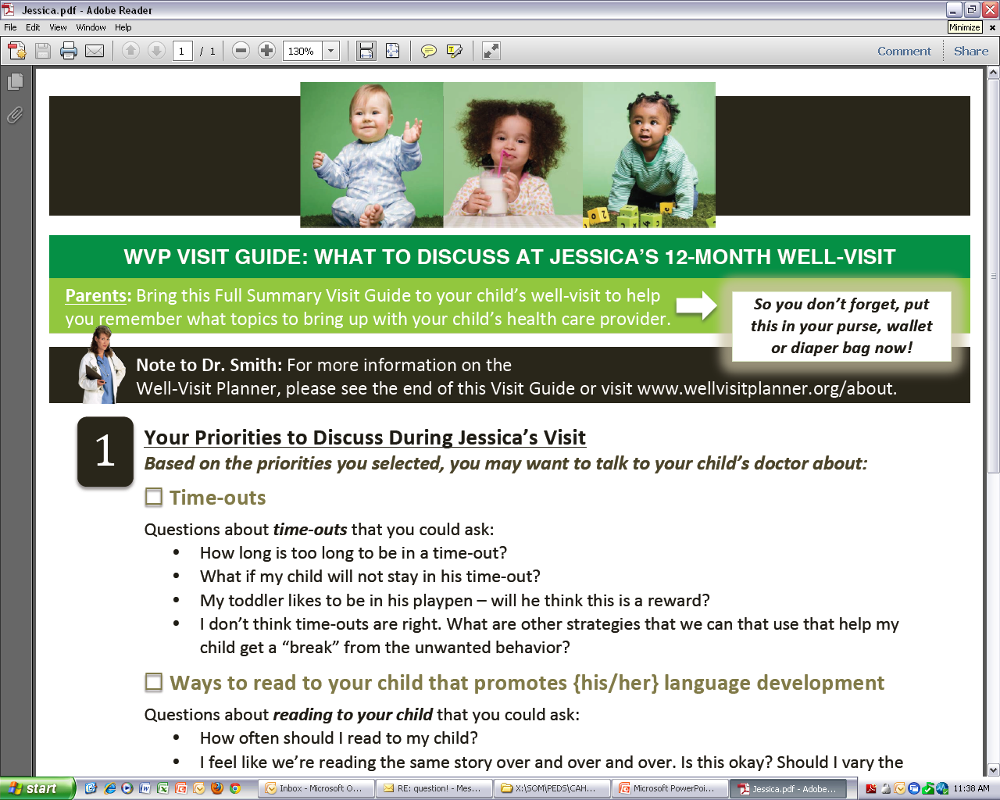 Jessica.pdf - Adobe Reader
File Edit View Window Help
Minimize
1 / 1 130% Comment Share
WVP VISIT GUIDE: WHAT TO DISCUSS AT JESSICA'S 12-MONTH WELL-VISIT
Parents: Bring this Full Summary Visit Guide to your child's well-visit to help
you remember what topics to bring up with your child's health care provider.
So you don't forget, put
this in your purse, wallet
or diaper bag now!
Note to Dr. Smith: For more information on the
Well-Visit Planner, please see the end of this Visit Guide or visit www.wellvisitplanner.org/about.
1
Your Priorities to Discuss During Jessica's Visit
Based on the priorities you selected, you may want to talk to your child's doctor about:
☐ Time-outs
Questions about time-outs that you could ask:
• How long is too long to be in a time-out?
• What if my child will not stay in his time-out?
• My toddler likes to be in his playpen – will he think this is a reward?
• I don't think time-outs are right. What are other strategies that we can that use that help my
child get a “break” from the unwanted behavior?
☐ Ways to read to your child that promotes {his/her} language development
Questions about reading to your child that you could ask:
• How often should I read to my child?
• I feel like we're reading the same story over and over and over. Is this okay? Should I vary the
start Inbox - Microsoft O... RE: question! - Mes... X:\SOM\PEDS\CAH... Microsoft PowerPoi... Jessica.pdf - Adobe... 11:38 AM